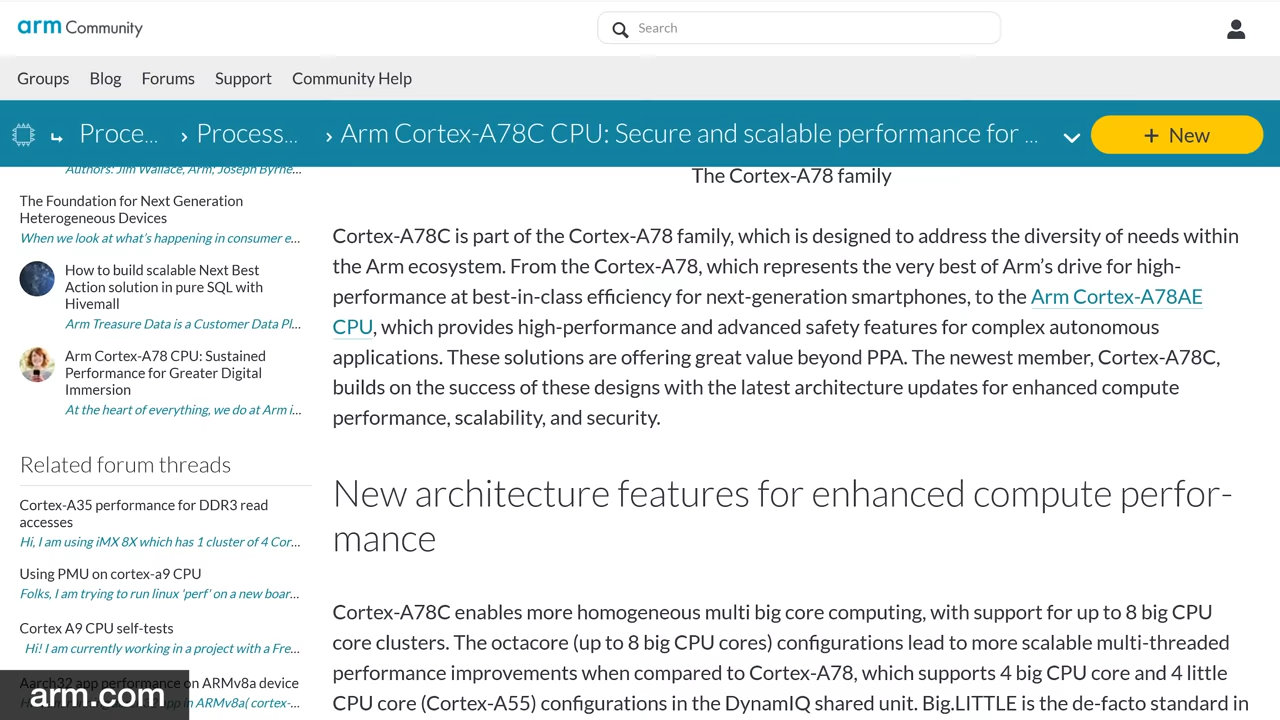 arm Community
Search
Groups Blog Forums Support Community Help
Proce... › Process... › Arm Cortex-A78C CPU: Secure and scalable performance for ...
+ New
Authors: Jim Wallace, Arm; Joseph Byrne...
The Foundation for Next Generation
Heterogeneous Devices
When we look at what's happening in consumer e...
How to build scalable Next Best
Action solution in pure SQL with
Hivemall
Arm Treasure Data is a Customer Data Pl...
Arm Cortex-A78 CPU: Sustained
Performance for Greater Digital
Immersion
At the heart of everything, we do at Arm i...
Related forum threads
Cortex-A35 performance for DDR3 read
accesses
Hi, I am using iMX 8X which has 1 cluster of 4 Cor...
Using PMU on cortex-a9 CPU
Folks, I am trying to run linux 'perf' on a new boar...
Cortex A9 CPU self-tests
Hi! I am currently working in a project with a Fre...
Aarch32 app performance on ARMv8a device
app in ARMv8a( cortex-...
The Cortex-A78 family
Cortex-A78C is part of the Cortex-A78 family, which is designed to address the diversity of needs within
the Arm ecosystem. From the Cortex-A78, which represents the very best of Arm’s drive for high-
performance at best-in-class efficiency for next-generation smartphones, to the Arm Cortex-A78AE
CPU, which provides high-performance and advanced safety features for complex autonomous
applications. These solutions are offering great value beyond PPA. The newest member, Cortex-A78C,
builds on the success of these designs with the latest architecture updates for enhanced compute
performance, scalability, and security.
New architecture features for enhanced compute perfor-
mance
Cortex-A78C enables more homogeneous multi big core computing, with support for up to 8 big CPU
core clusters. The octacore (up to 8 big CPU cores) configurations lead to more scalable multi-threaded
performance improvements when compared to Cortex-A78, which supports 4 big CPU core and 4 little
CPU core (Cortex-A55) configurations in the DynamIQ shared unit. Big.LITTLE is the de-facto standard in
arm.com